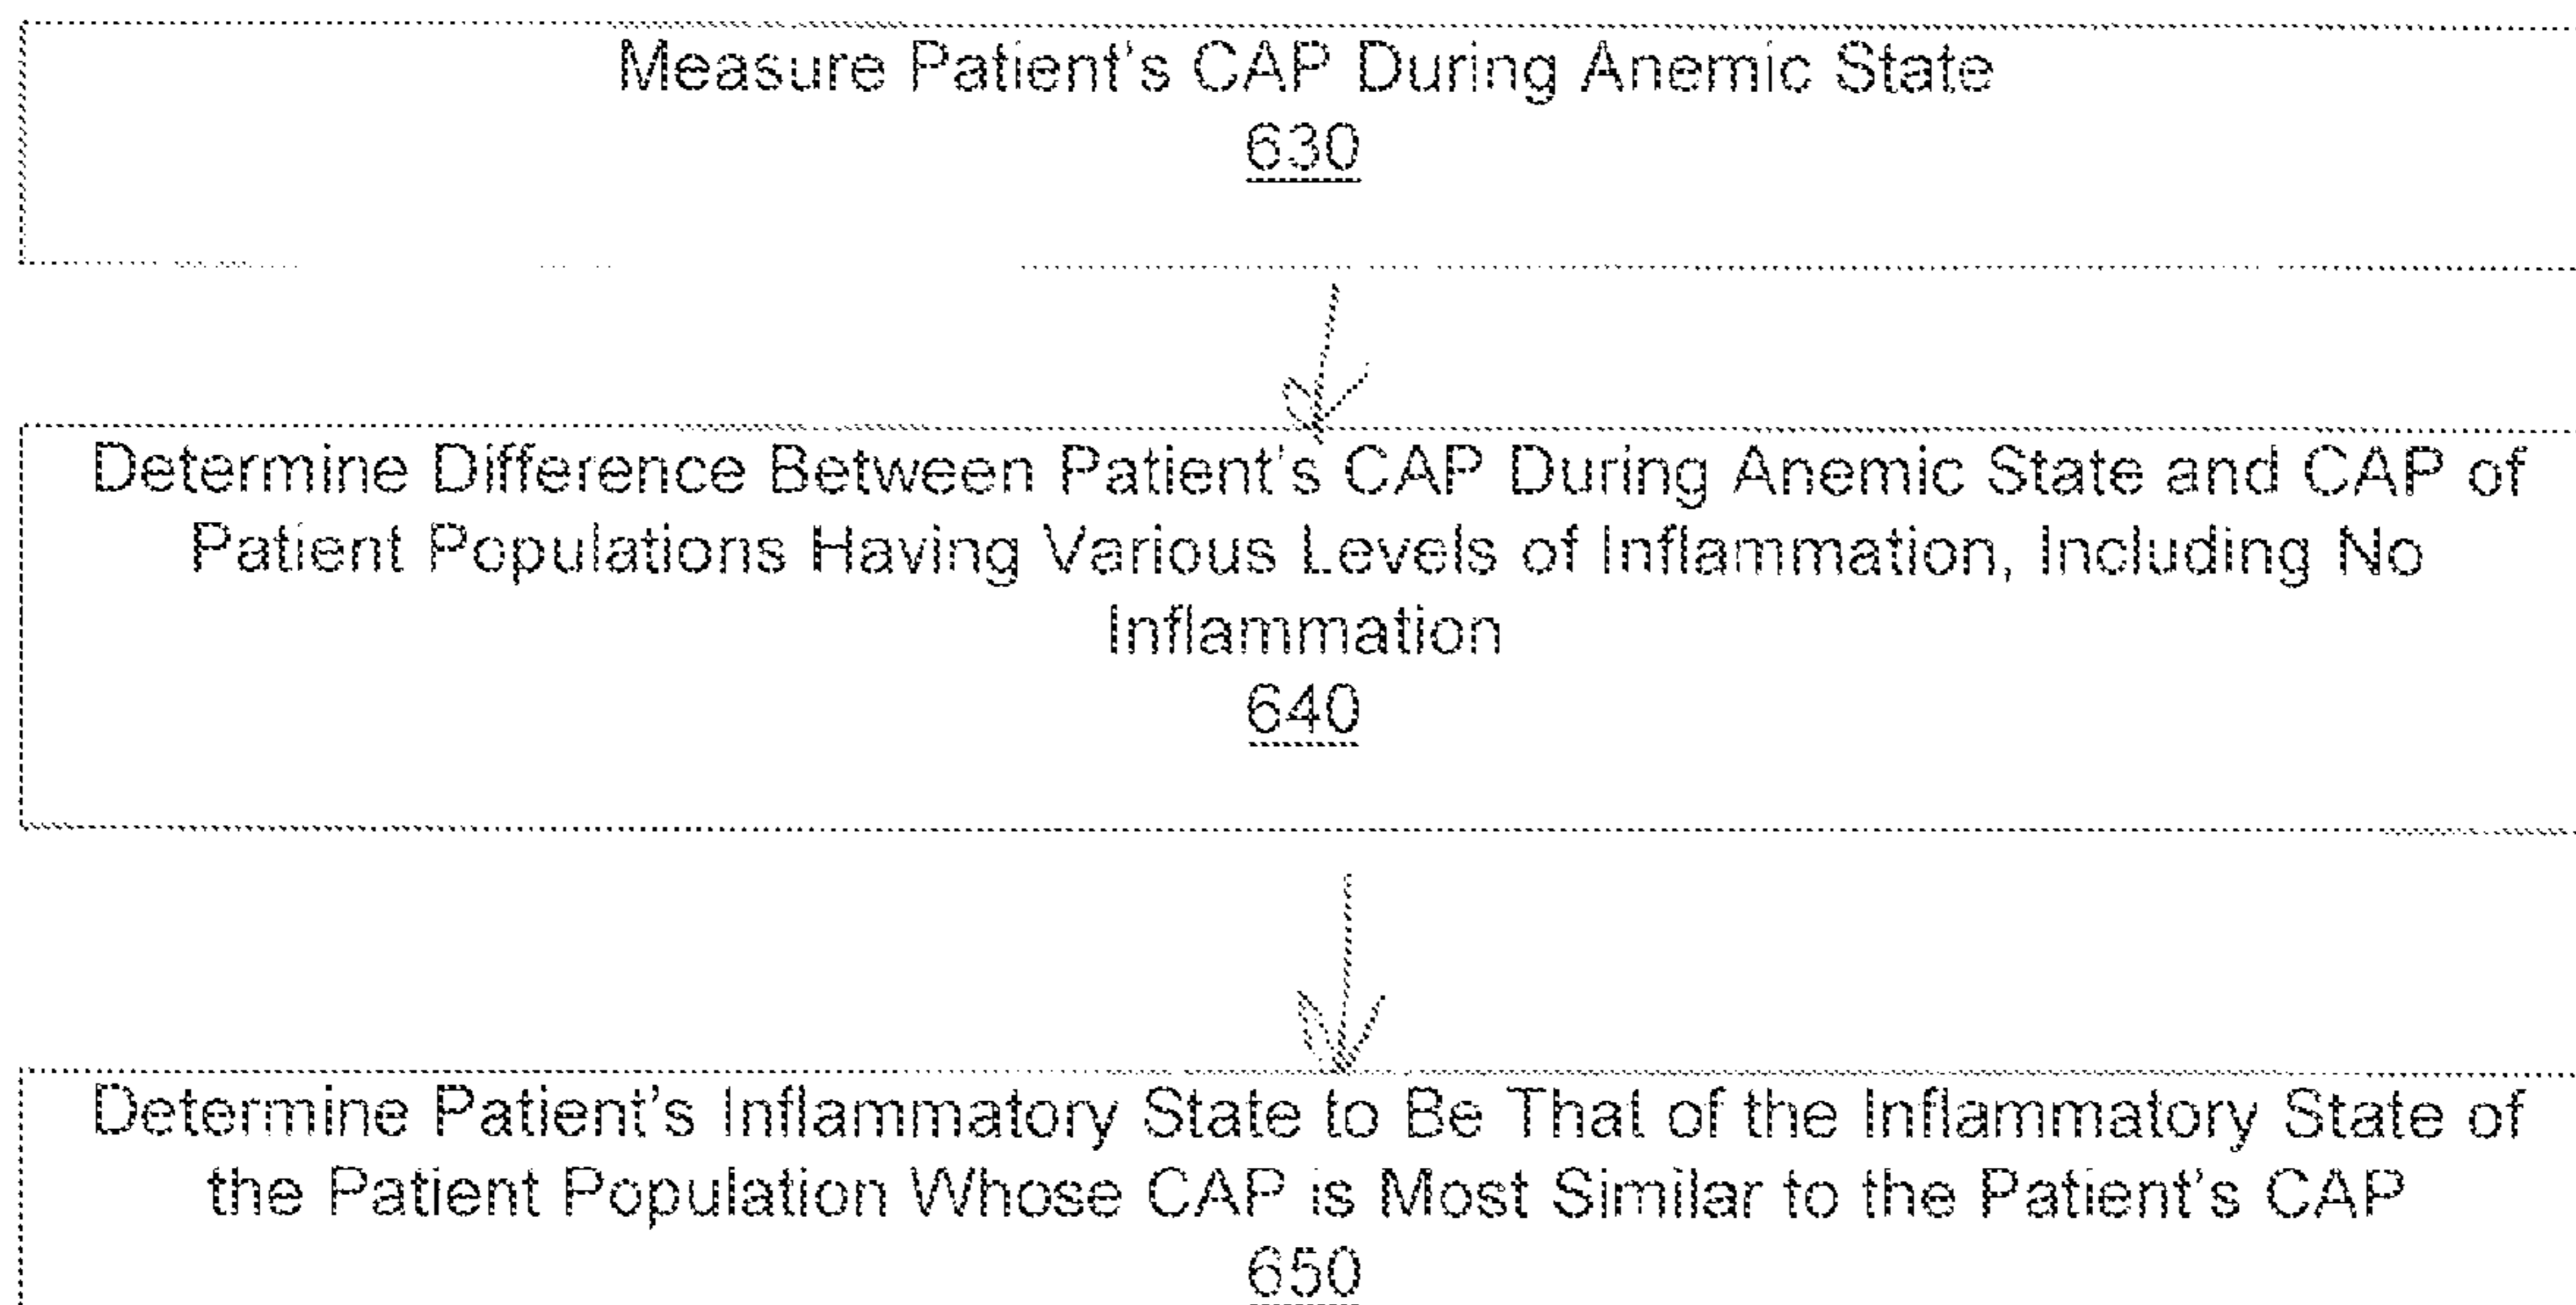 Measure Patient's CAP During Anemic State
630
Determine Difference Between Patient's CAP During Anemic State and CAP of
Patient Populations Having Various Levels of Inflammation, Including No
Inflammation
640
Determine Patient's Inflammatory State to Be That of the Inflammatory State of
the Patient Population Whose CAP is Most Similar to the Patient's CAP
650